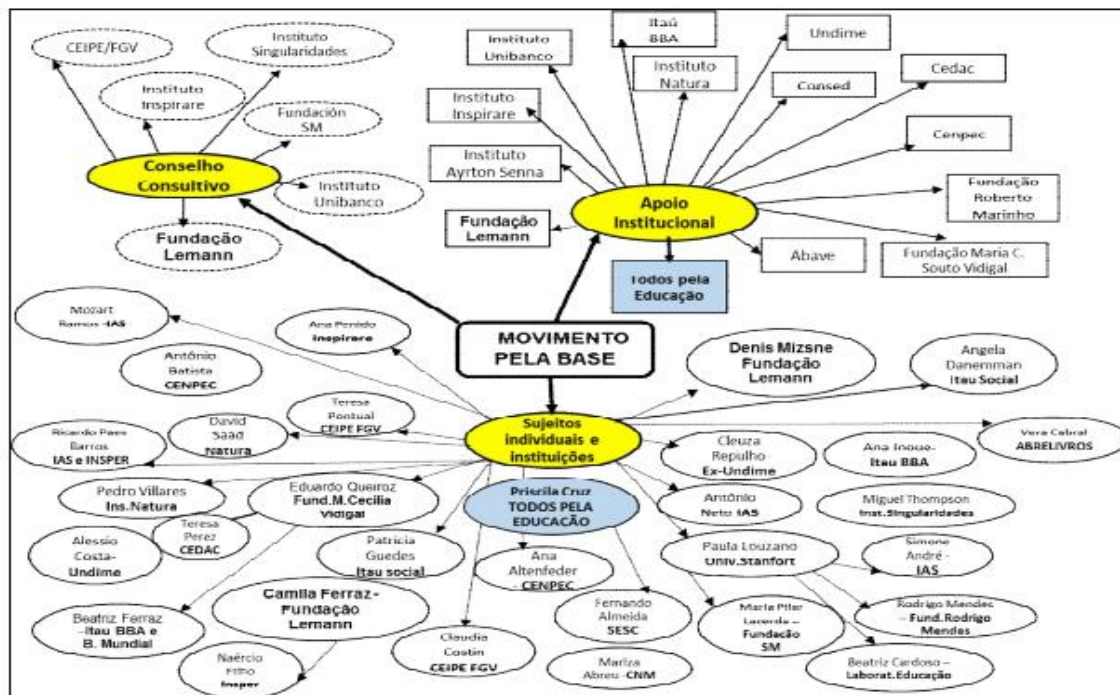 CEIPE/FGV
Instituto
Singularidades
Instituto
Inspirare
Fundación
SM
Conselho
Consultivo
Instituto
Unibanco
Fundação
Lemann
Itaú
BBA
Undime
Instituto
Unibanco
Instituto
Natura
Consed
Cedac
Instituto
Inspirare
Cenpec
Instituto
Ayrton Senna
Apoio
Institucional
Fundação
Roberto
Marinho
Fundação
Lemann
Abave
Fundação Maria C.
Souto Vidigal
Todos pela
Educação
MOVIMENTO
PELA BASE
Mozart
Ramos -IAS
Ana Penido
Inspirare
Antônio
Batista
CENPEC
Denis Mizsne
Fundação
Lemann
Angela
Danemman
Itau Social
Teresa
Pontual
CEIPE FGV
David
Saad
Natura
Sujeitos
individuais e
instituições
Ricardo Paes
Barros
IAS e INSPER
Cleuza
Repulho
Ex-Undime
Ana Inoue-
Itau BBA
Vera Cabral
ABRELIVROS
Pedro Villares
Ins.Natura
Eduardo Queiroz
Fund.M.Cecilia
Vidigal
Priscila Cruz
TODOS PELA
EDUCAÇÃO
Antônio
Neto IAS
Miguel Thompson
Inst.Singularidades
Teresa
Perez
CEDAC
Alessio
Costa-
Undime
Patricia
Guedes
Itau social
Ana
Altenfeder
- CENPEC
Paula Louzano
Univ.Stanfort
Simone
André -
IAS
Camila Ferraz-
Fundação
Lemann
Beatriz Ferraz
-Itau BBA e
B. Mundial
Fernando
Almeida
SESC
Maria Pilar
Lacerda –
Fundação
SM
Rodrigo Mendes
– Fund.Rodrigo
Mendes
Naércio
Filho
Insper
Claudia
Costin
CEIPE FGV
Mariza
Abreu -CNM
Beatriz Cardoso –
Laborat.Educação